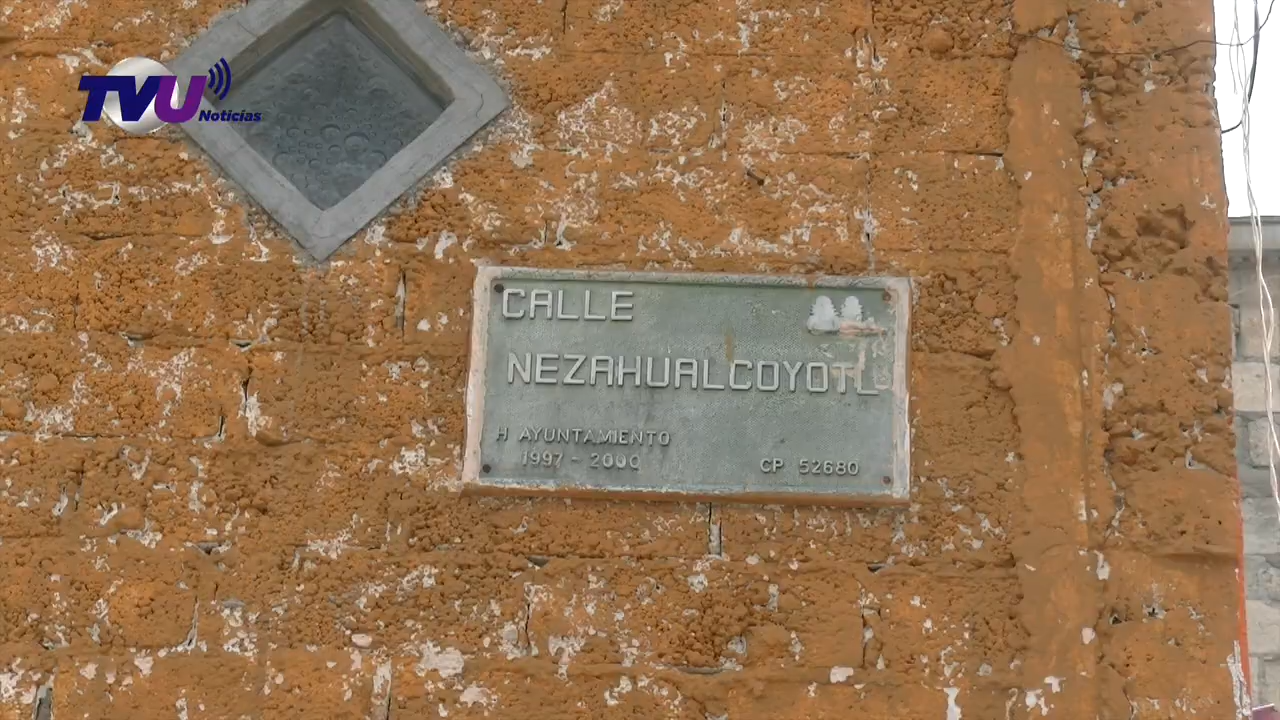 TVU
Noticias
CALLE
NEZAHUALCOYOTL
H AYUNTAMIENTO
1997 - 2000
CP 52680